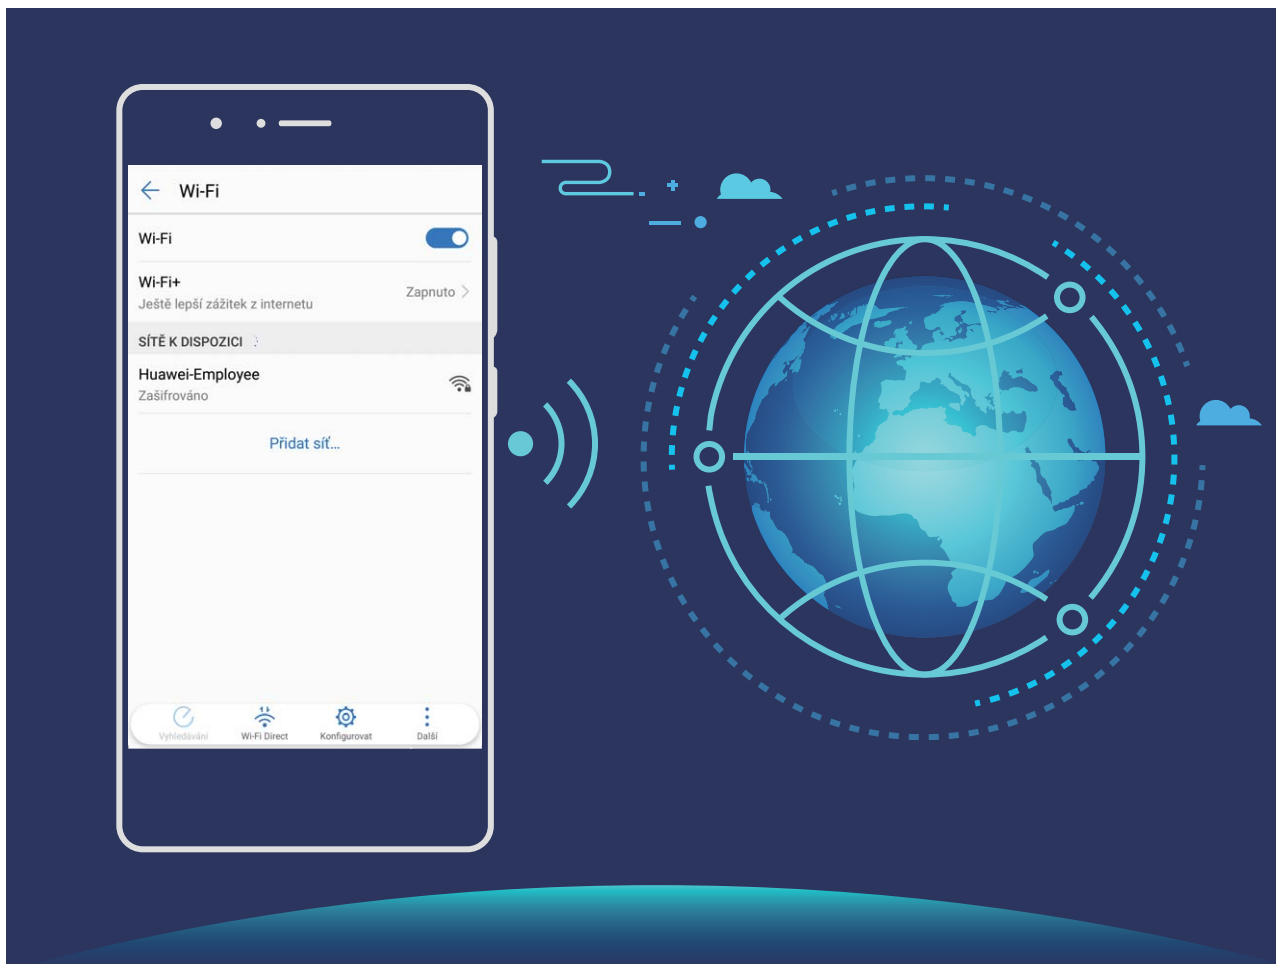 Wi-Fi
Wi-Fi
Wi-Fi+
Ještě lepší zážitek z internetu
Zapnuto
SÍTĚ K DISPOZICI
Huawei-Employee
Zašifrováno
Přidat síť...
Vyhledávání
Wi-Fi Direct
Konfigurovat
Další